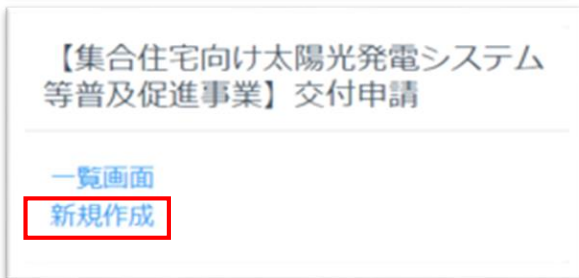 【集合住宅向け太陽光発電システム
等普及促進事業】交付申請
一覧画面
新規作成